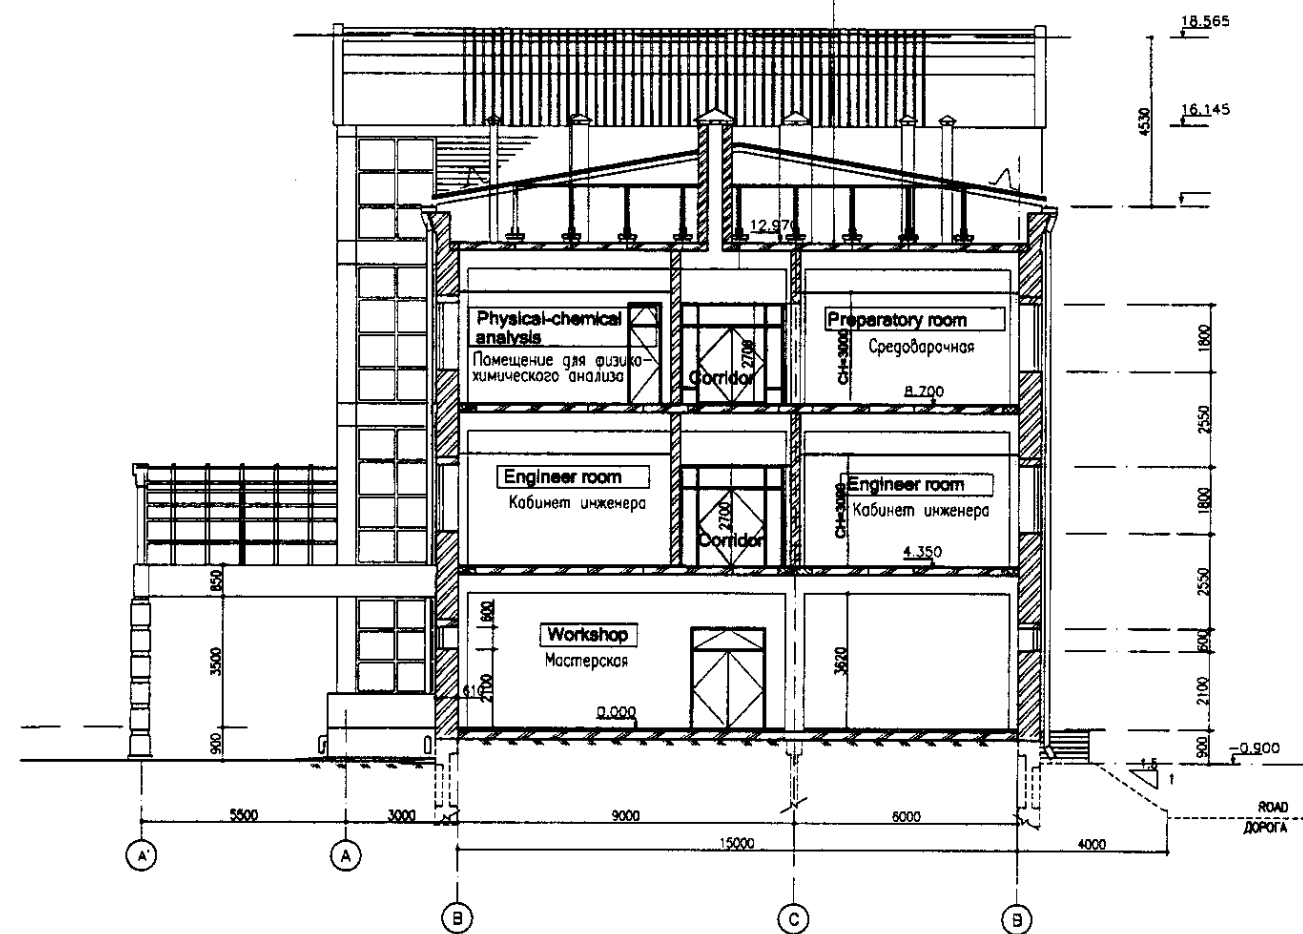 18.565
4530
16.145
12.970
Physical-chemical
analysis
Помещение для физико-
химического анализа
Corridor
2700
Preparatory room
Средоварочная
CH=3000
8.700
1800
2550
Engineer room
Кабинет инженера
Corridor
2700
Engineer room
Кабинет инженера
CH=3000
4.350
1800
2550
850
3500
900
Workshop
Мастерская
600
2100
610
0.000
3620
600
2100
900
-0.900
1.5
1
ROAD
ДОРОГА
5500
3000
9000
6000
15000
4000
A'
A
B
C
B